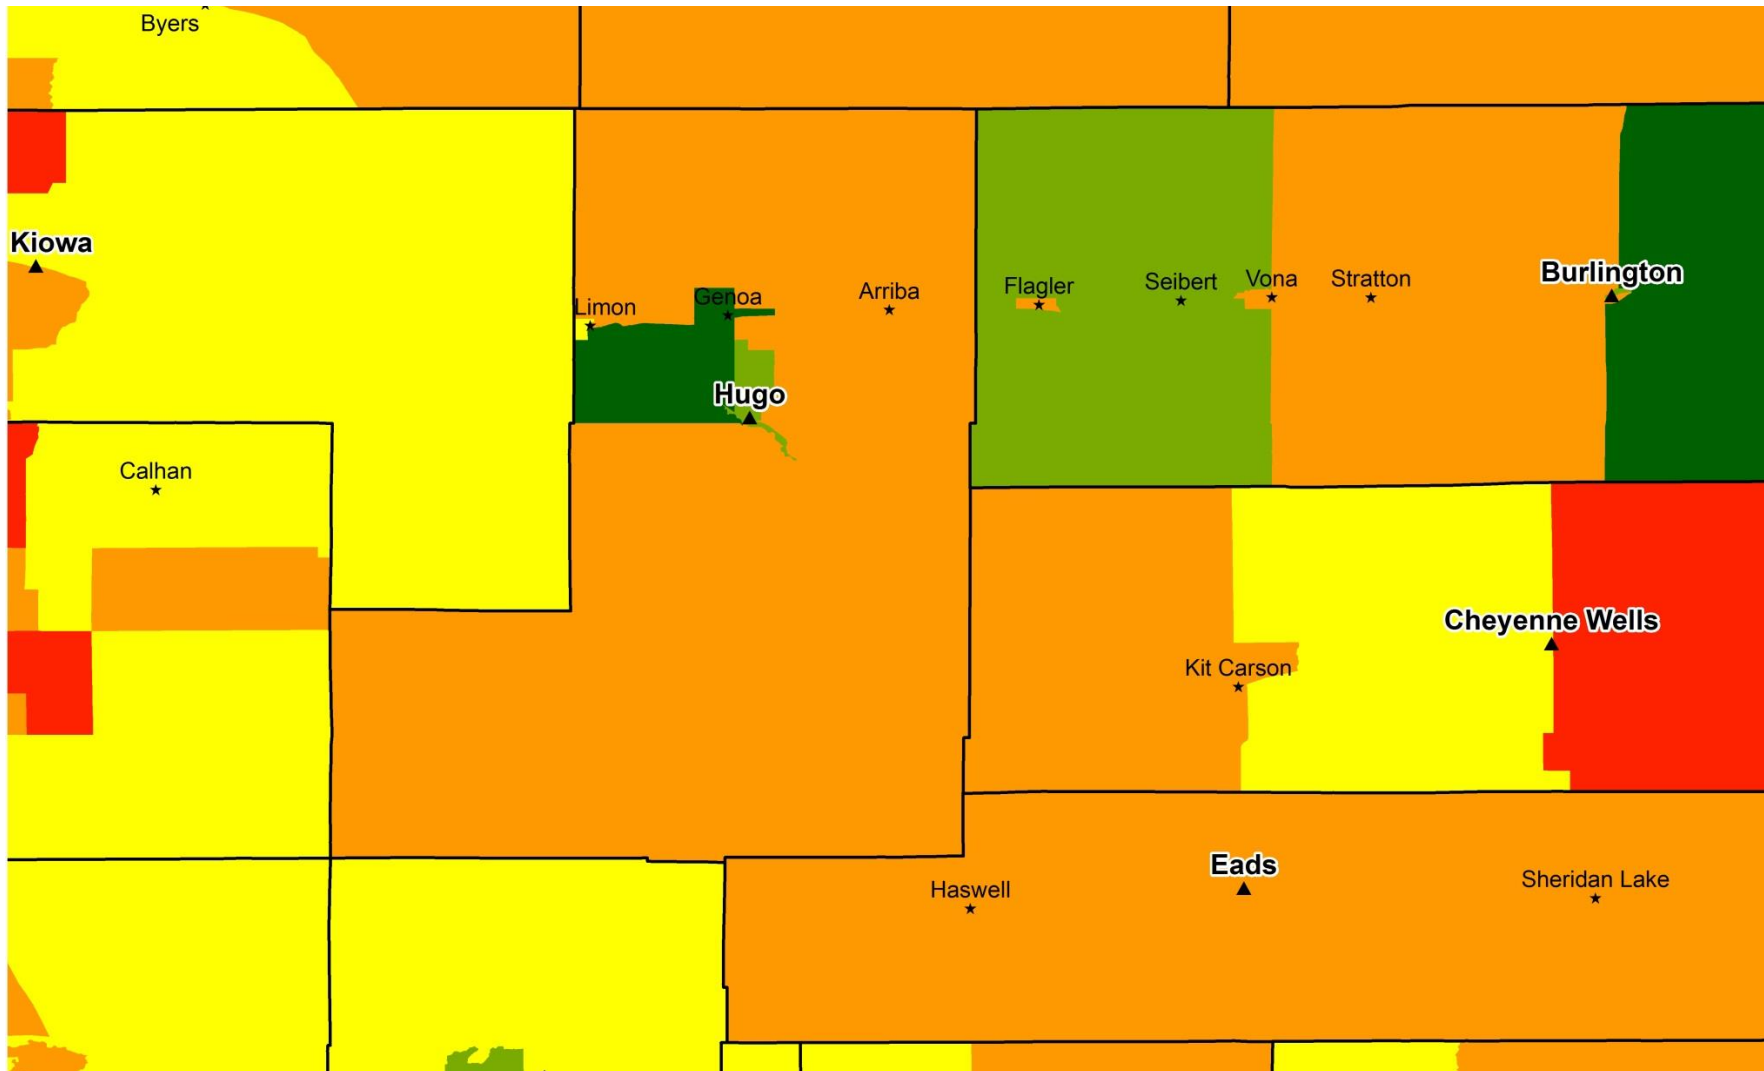 Byers
Kiowa
Limon
Genoa
Arriba
Flagler
Seibert
Vona
Stratton
Burlington
Hugo
Calhan
Cheyenne Wells
Kit Carson
Haswell
Eads
Sheridan Lake